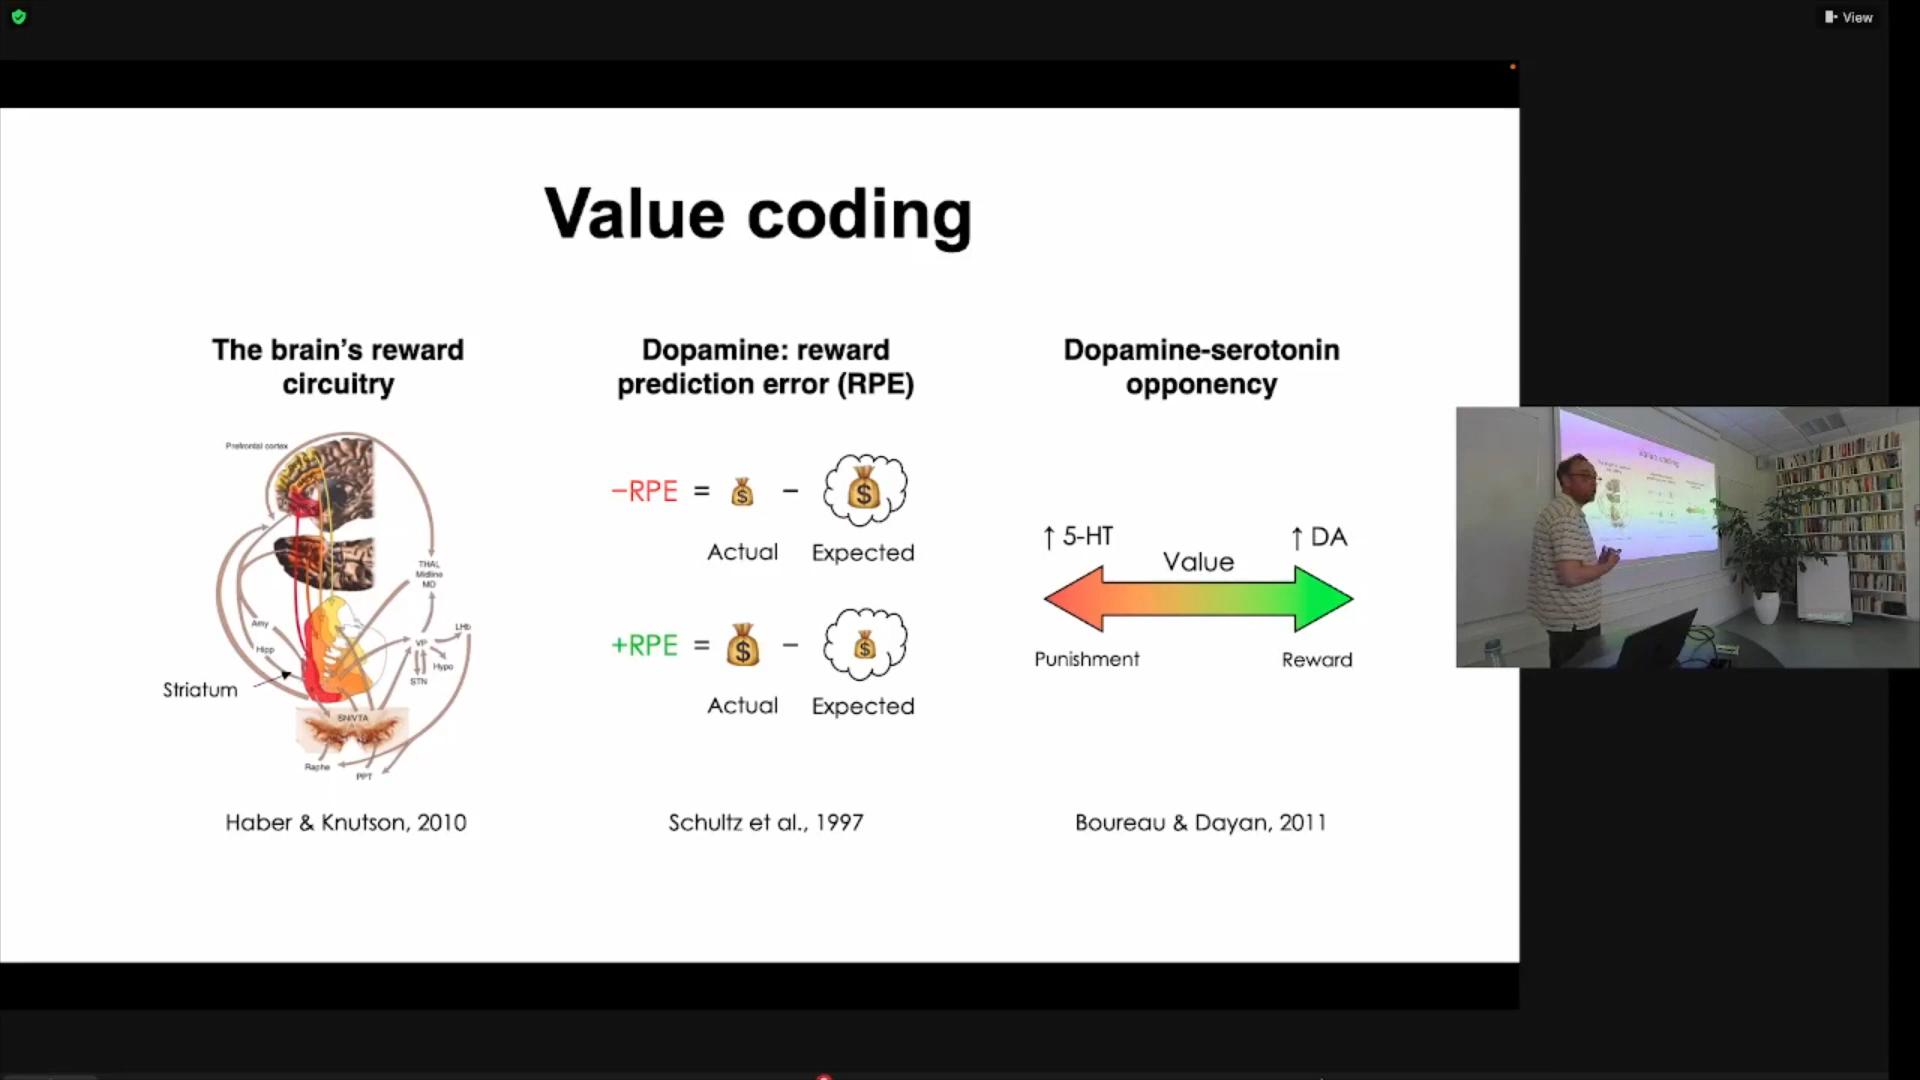 View
Value coding
The brain's reward
circuitry
Prefrontal cortex
THAL
Midline
MD
Amy
Hipp
VP
LHb
Hypo
STN
Striatum
SN/VTA
Raphe
PPT
Haber & Knutson, 2010
Dopamine: reward
prediction error (RPE)
−RPE = $ − $
Actual Expected
+RPE = $ − $
Actual Expected
Schultz et al., 1997
Dopamine-serotonin
opponency
↑ 5-HT
Value
↑ DA
Punishment
Reward
Boureau & Dayan, 2011
Value coding